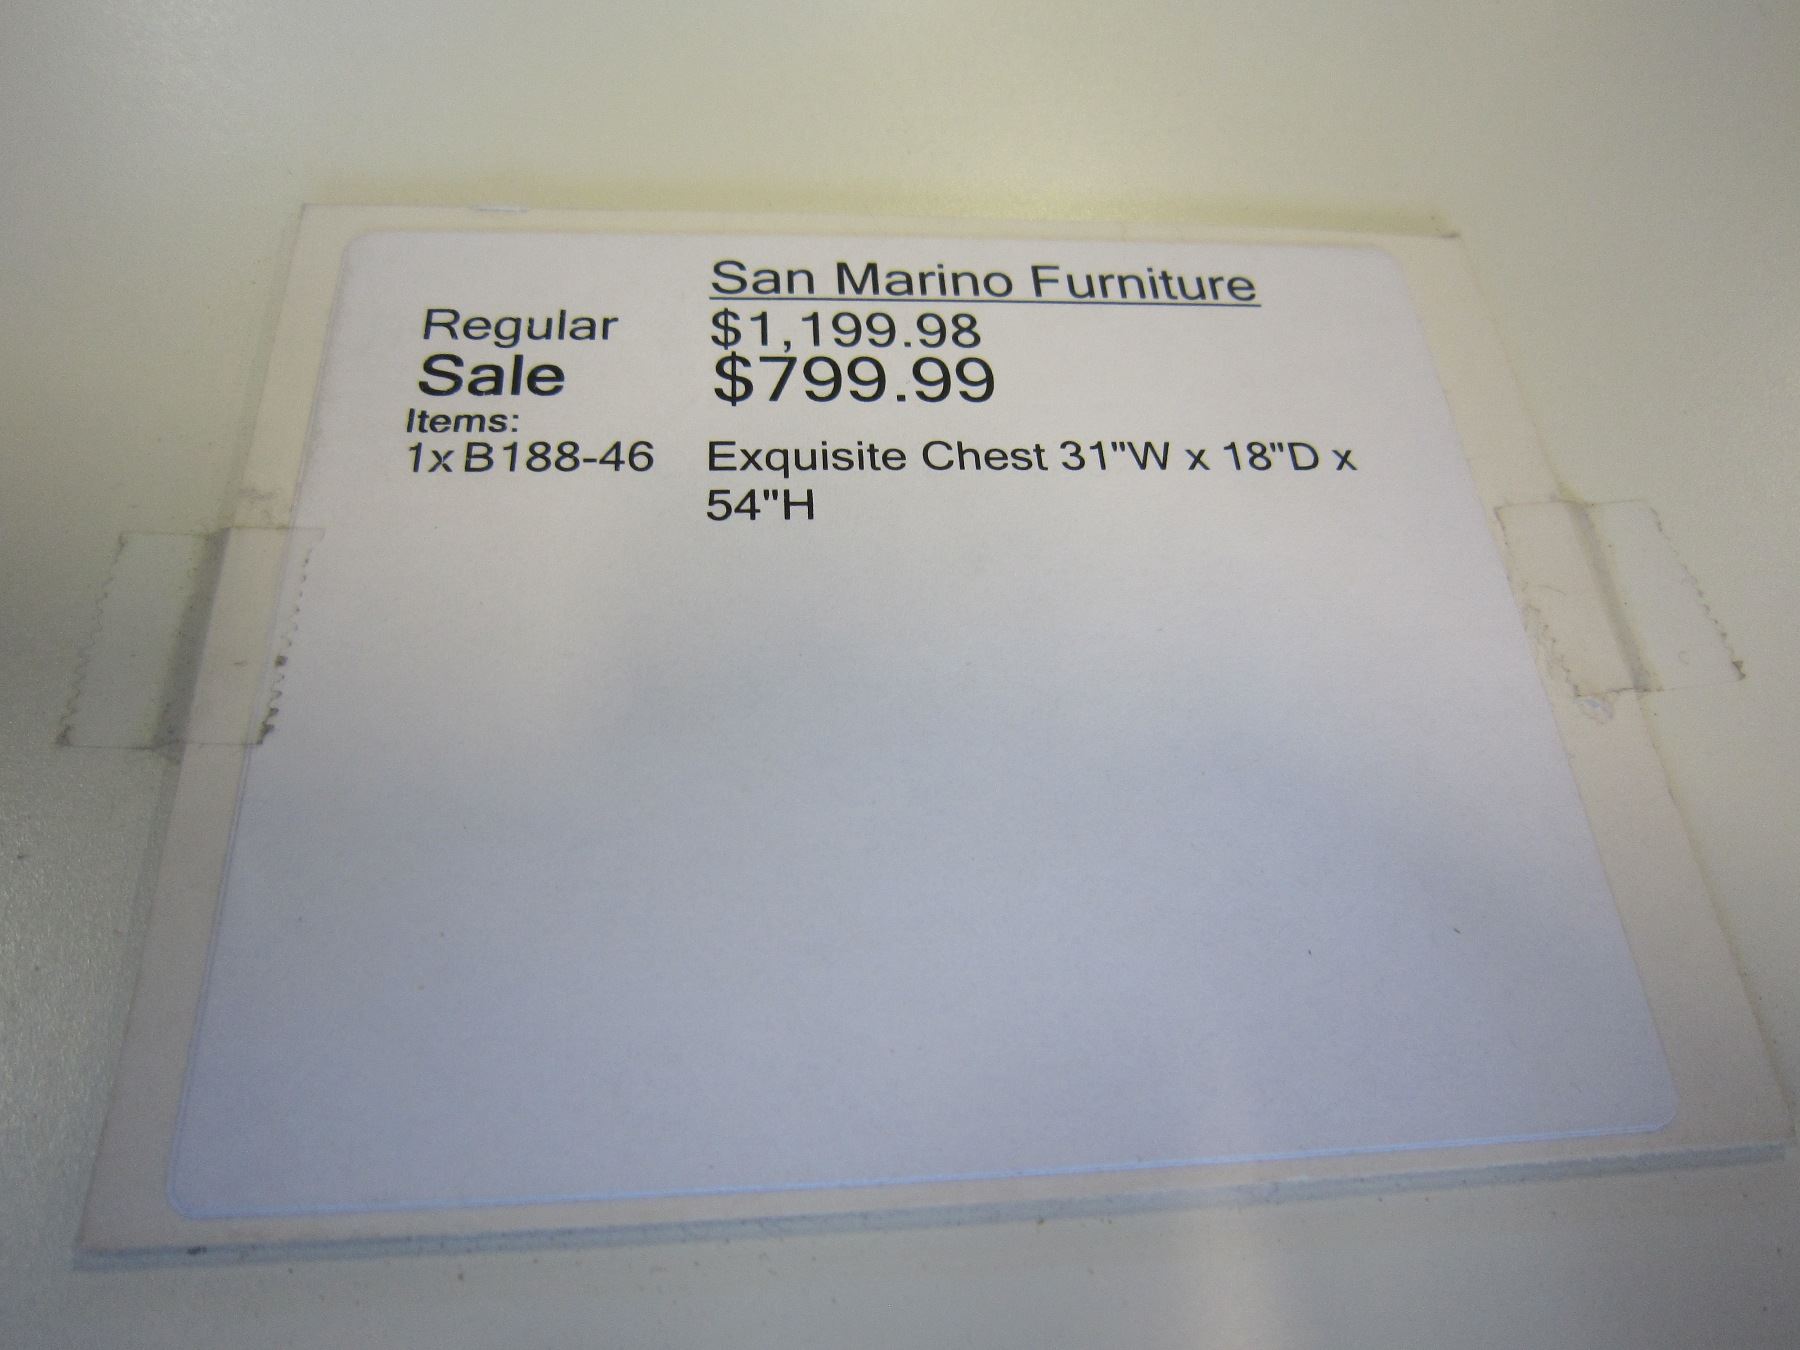 San Marino Furniture
Regular $1,199.98
Sale $799.99
Items:
1x B188-46 Exquisite Chest 31"W x 18"D x
54"H